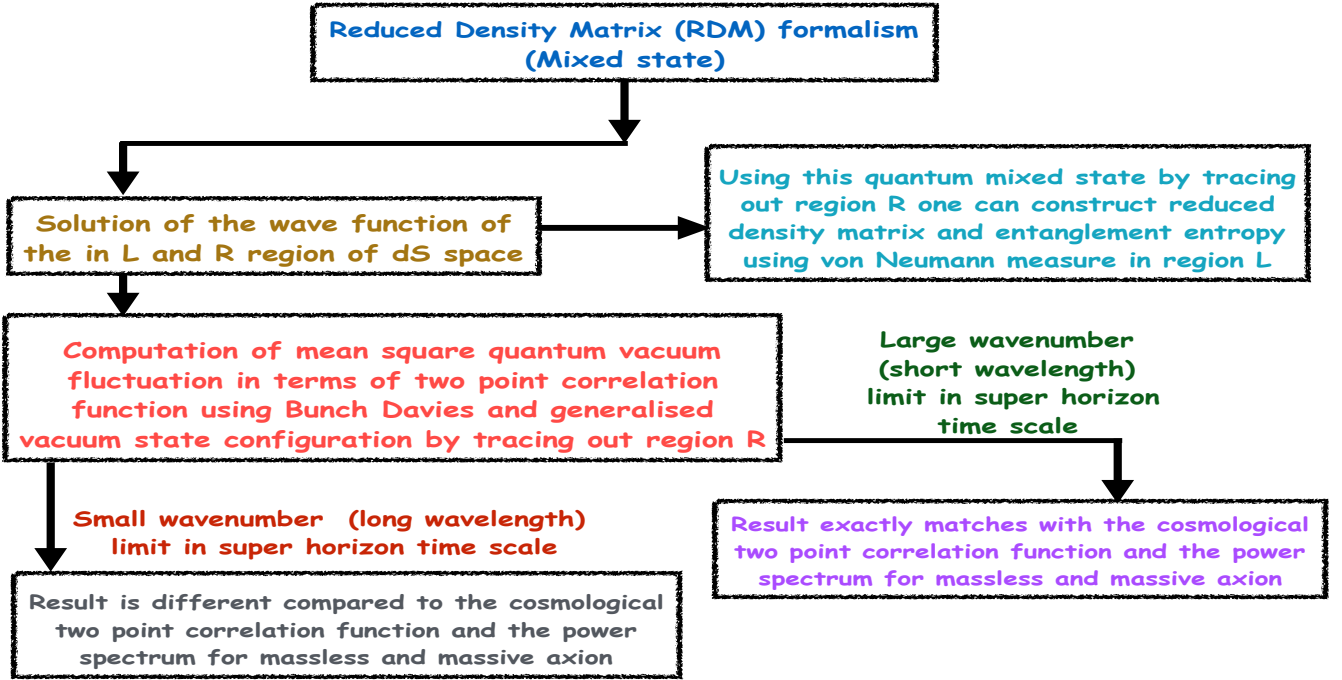 Reduced Density Matrix (RDM) formalism
(Mixed state)
Using this quantum mixed state by tracing
out region R one can construct reduced
density matrix and entanglement entropy
using von Neumann measure in region L
Solution of the wave function of
the in L and R region of dS space
Computation of mean square quantum vacuum
fluctuation in terms of two point correlation
function using Bunch Davies and generalised
vacuum state configuration by tracing out region R
Large wavenumber
(short wavelength)
limit in super horizon
time scale
Small wavenumber (long wavelength)
limit in super horizon time scale
Result exactly matches with the cosmological
two point correlation function and the power
spectrum for massless and massive axion
Result is different compared to the cosmological
two point correlation function and the power
spectrum for massless and massive axion